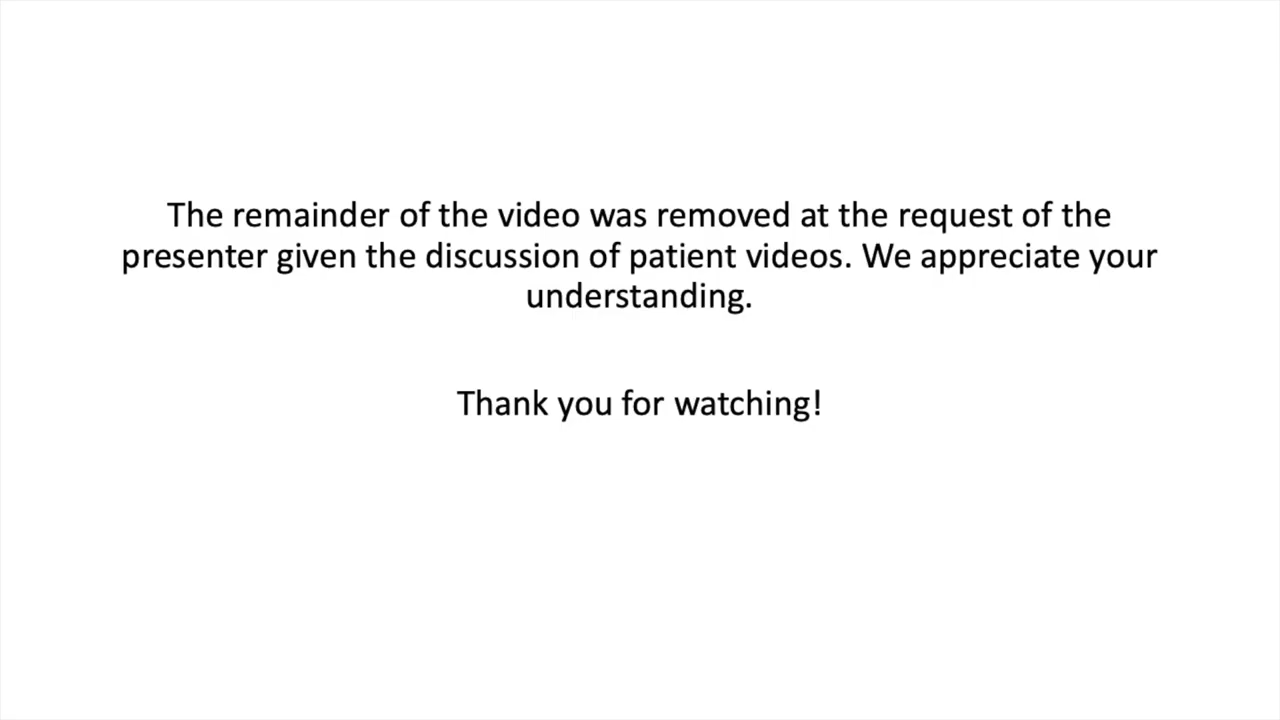 The remainder of the video was removed at the request of the
presenter given the discussion of patient videos. We appreciate your
understanding.
Thank you for watching!